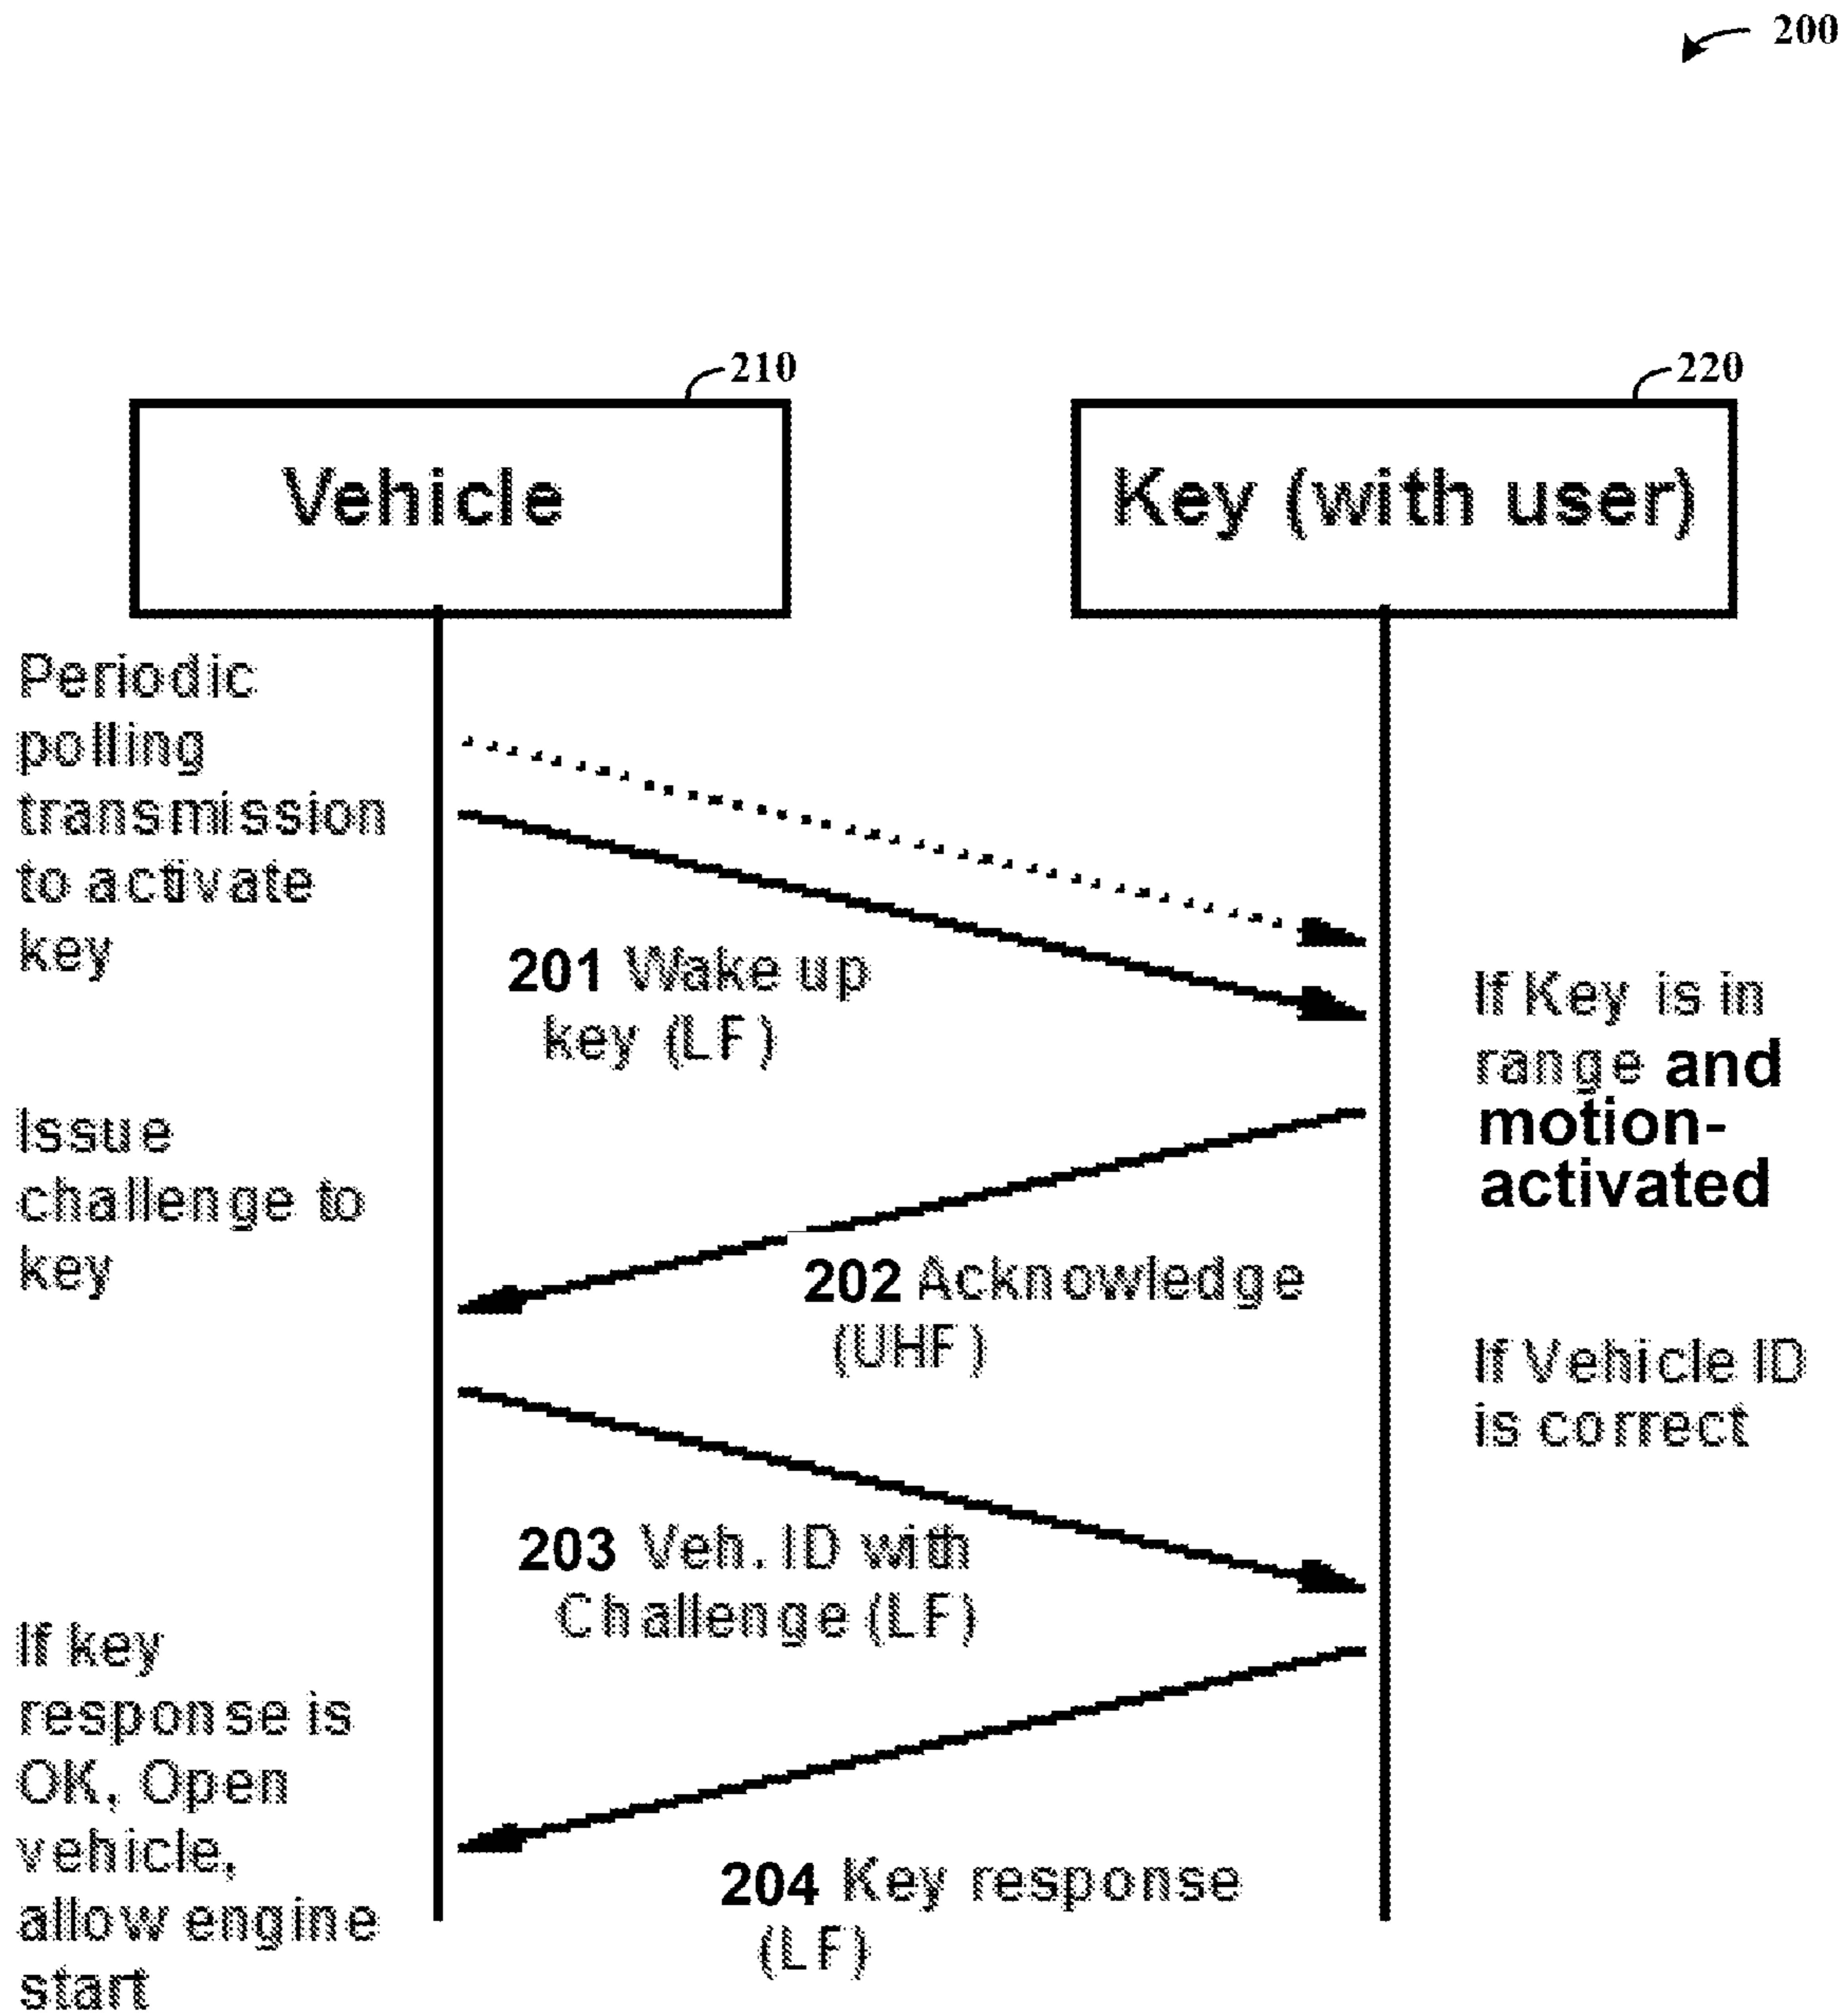 200
210
220
Vehicle
Key (with user)
Periodic
polling
transmission
to activate
key
201 Wake up
key (LF)
If Key is in
range and
motion-
activated
Issue
challenge to
key
202 Acknowledge
(UHF)
If Vehicle ID
is correct
203 Veh. ID with
Challenge (LF)
If key
response is
OK, Open
vehicle,
allow engine
start
204 Key response
(LF)